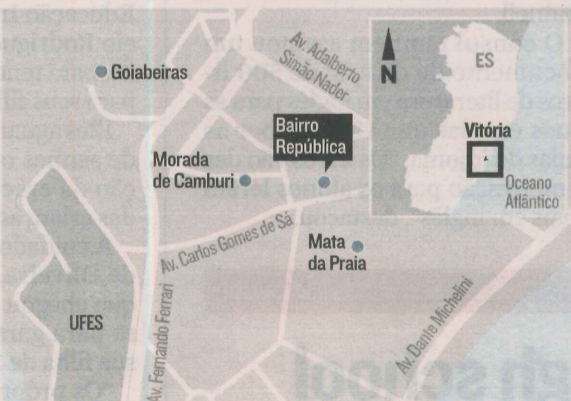 Av. Adalberto
Simão Nader
N
ES
Goiabeiras
Bairro
República
Vitória
Morada
de Camburi
Oceano
Atlântico
Av. Carlos Gomes de Sá
Mata
da Praia
UFES
Av. Fernando Ferrari
Av. Dante Michelini